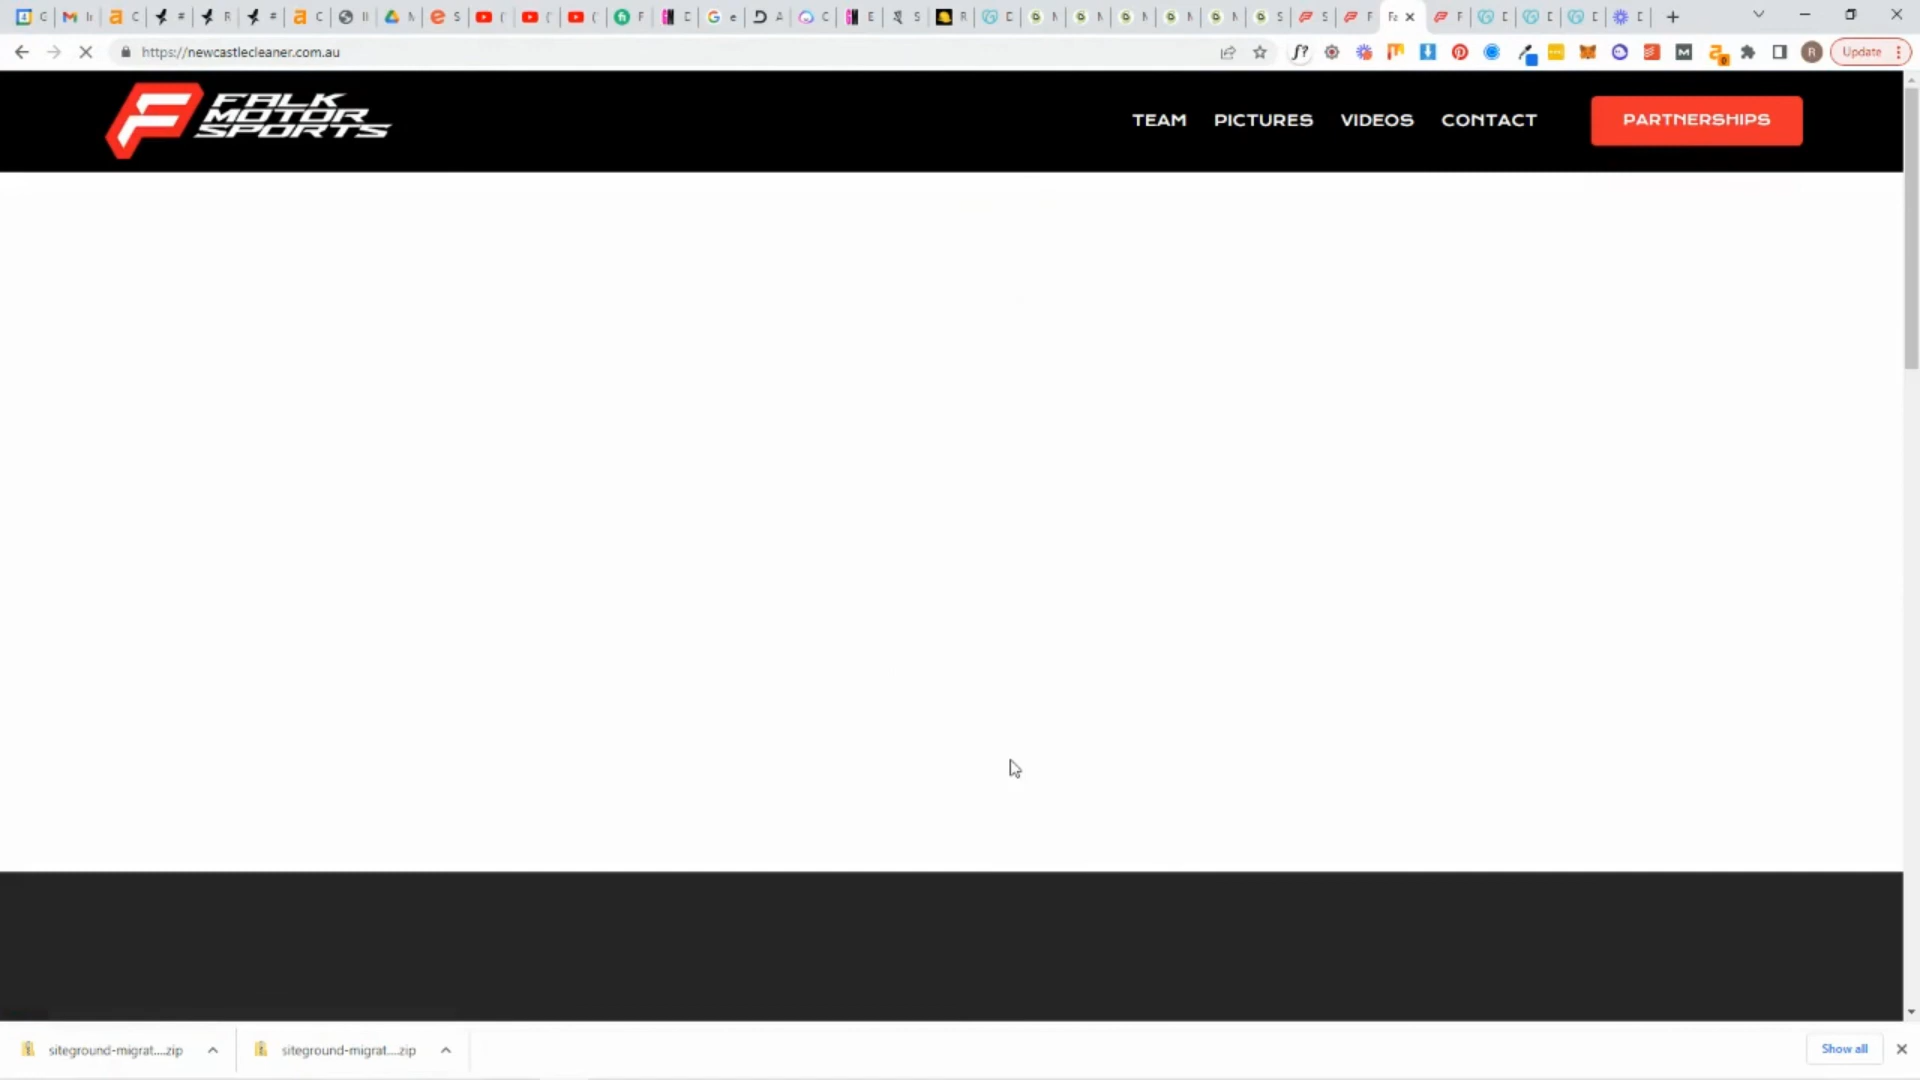 https://newcastlecleaner.com.au
Update
FALK
MOTOR
SPORTS
TEAM PICTURES VIDEOS CONTACT PARTNERSHIPS
siteground-migrat....zip siteground-migrat....zip Show all